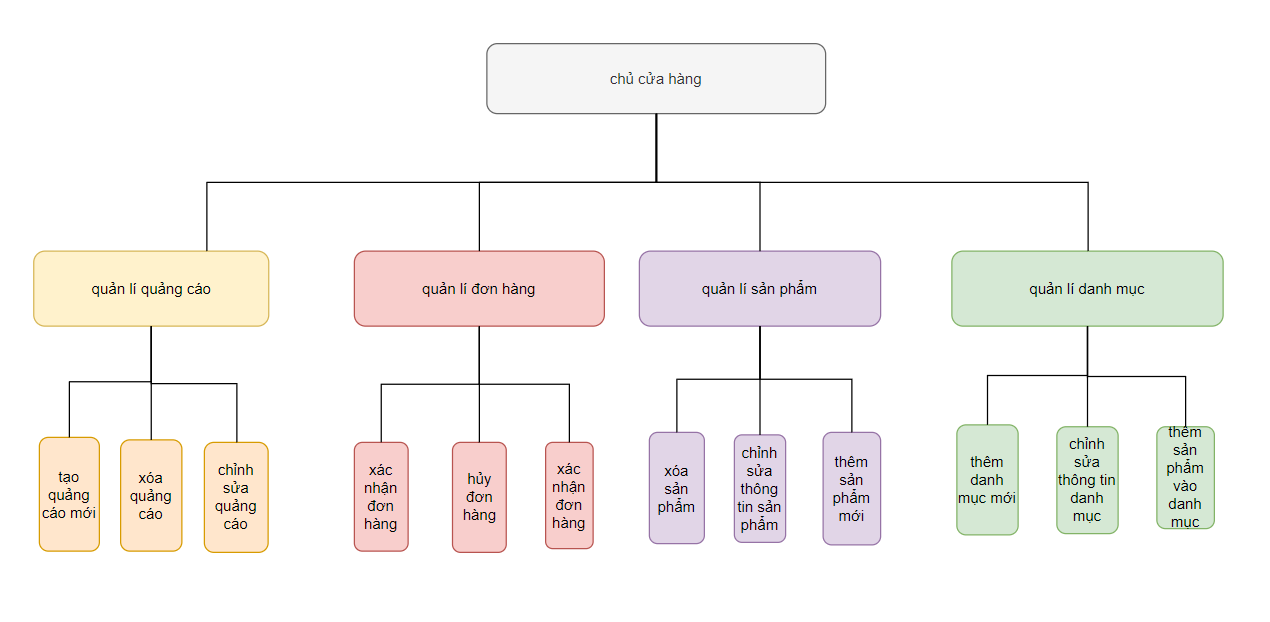 chủ cửa hàng
quản lí quảng cáo
quản lí đơn hàng
quản lí sản phẩm
quản lí danh mục
tạo
quảng
cáo mới
xóa
quảng
cáo
chỉnh
sửa
quảng
cáo
xác
nhận
đơn
hàng
hủy
đơn
hàng
xác
nhận
đơn
hàng
xóa
sản
phẩm
chỉnh
sửa
thông
tin sản
phẩm
thêm
sản
phẩm
mới
thêm
danh
mục mới
chỉnh
sửa
thông tin
danh
mục
thêm
sản
phẩm
vào
danh
mục